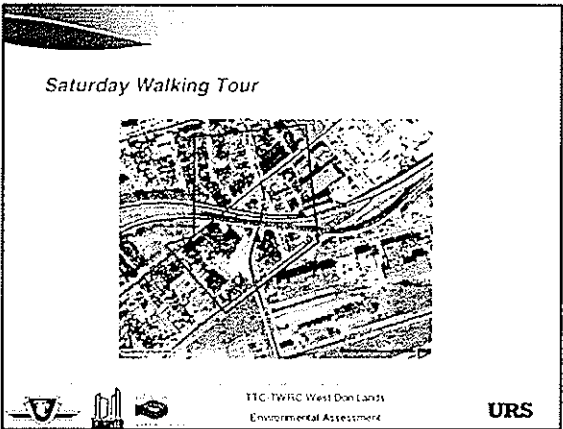 Saturday Walking Tour
TTC-TWRC West Don Lands
Environmental Assessment
URS